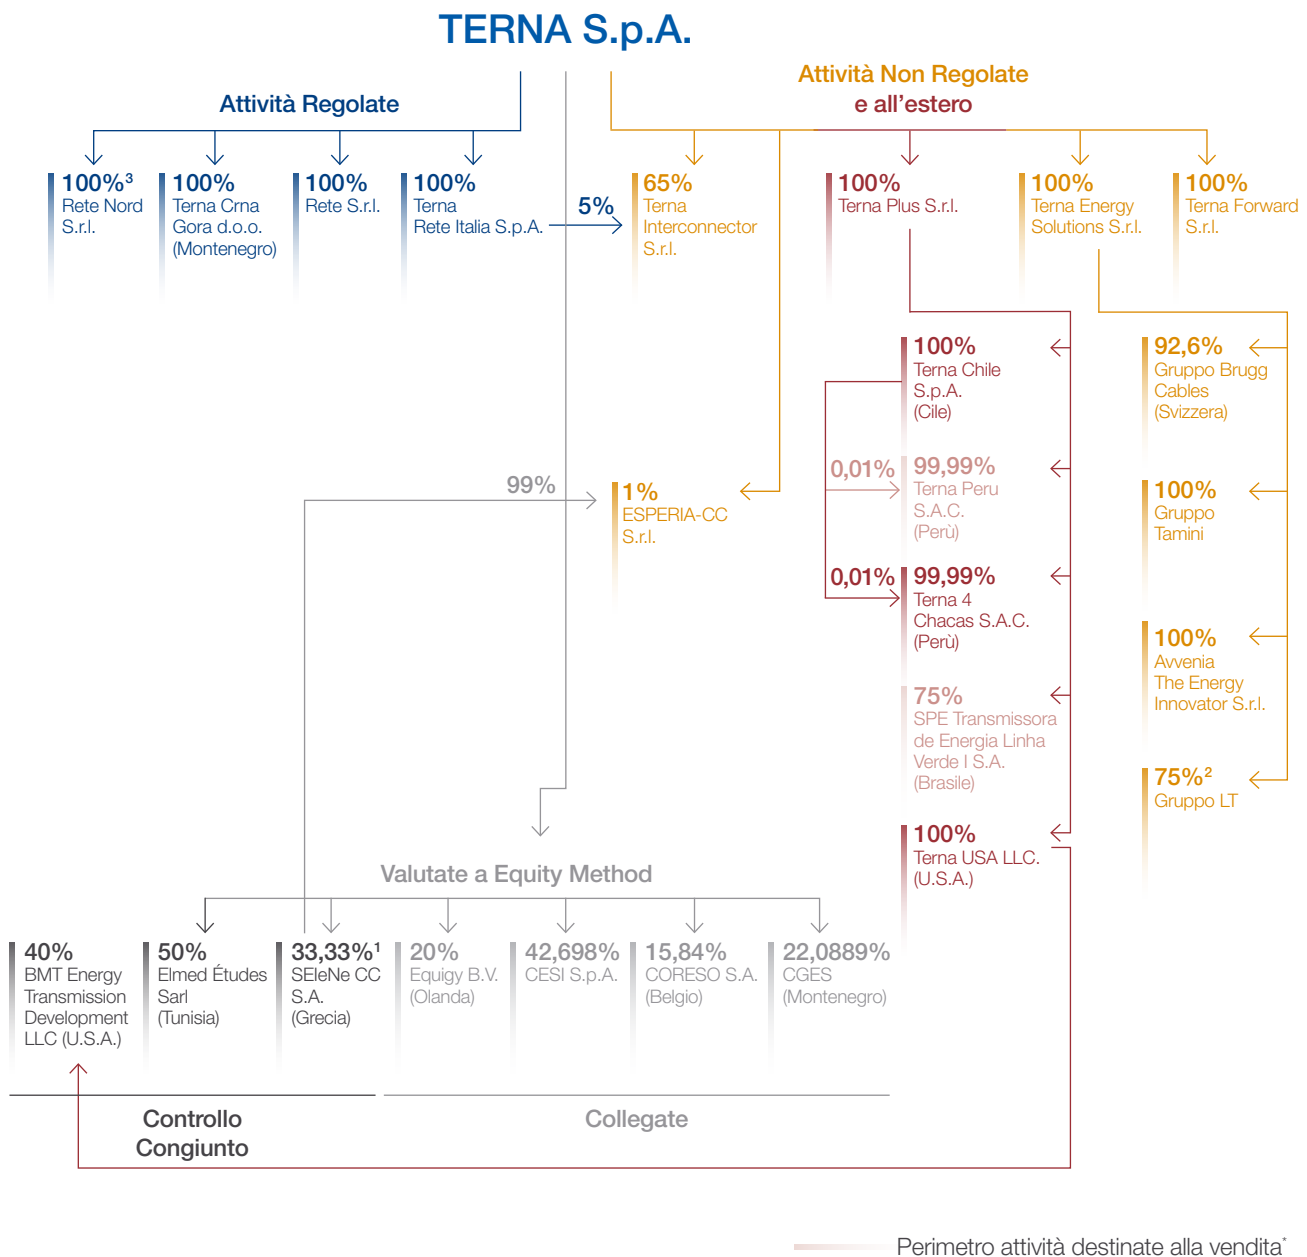 TERNA S.p.A.
Attività Regolate
Attività Non Regolate
e all'estero
100%³
Rete Nord
S.r.l.
100%
Terna Crna
Gora d.o.o.
(Montenegro)
100%
Rete S.r.l.
100%
Terna
Rete Italia S.p.A.
5%
65%
Terna
Interconnector
S.r.l.
100%
Terna Plus S.r.l.
100%
Terna Energy
Solutions S.r.l.
100%
Terna Forward
S.r.l.
100%
Terna Chile
S.p.A.
(Cile)
0,01%
99,99%
Terna Peru
S.A.C.
(Perù)
0,01%
99,99%
Terna 4
Chacas S.A.C.
(Perù)
75%
SPE Transmissora
de Energia Linha
Verde I S.A.
(Brasile)
100%
Terna USA LLC.
(U.S.A.)
92,6%
Gruppo Brugg
Cables
(Svizzera)
100%
Gruppo
Tamini
100%
Avvenia
The Energy
Innovator S.r.l.
75%²
Gruppo LT
99%
1%
ESPERIA-CC
S.r.l.
Valutate a Equity Method
40%
BMT Energy
Transmission
Development
LLC (U.S.A.)
50%
Elmed Études
Sarl
(Tunisia)
33,33%¹
SEleNe CC
S.A.
(Grecia)
20%
Equigy B.V.
(Olanda)
42,698%
CESI S.p.A.
15,84%
CORESO S.A.
(Belgio)
22,0889%
CGES
(Montenegro)
Controllo
Congiunto
Collegate
Perimetro attività destinate alla vendita*